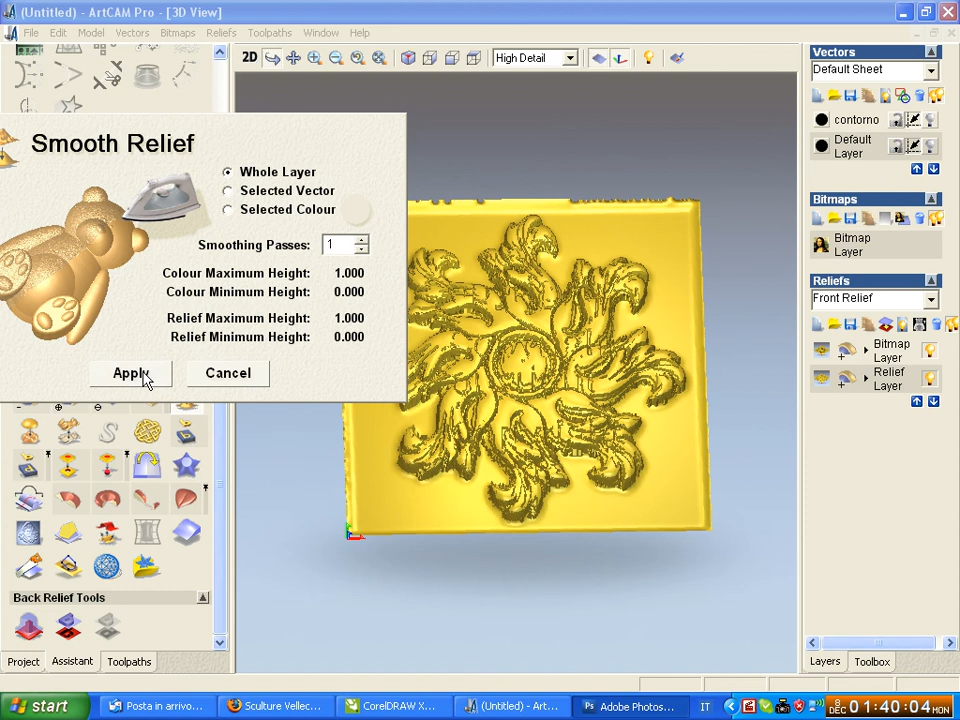 (Untitled) - ArtCAM Pro - [3D View]
File Edit Model Vectors Bitmaps Reliefs Toolpaths Window Help
2D High Detail
Vectors
Default Sheet
contorno
Default Layer
Bitmaps
Bitmap Layer
Reliefs
Front Relief
Bitmap Layer
Relief Layer
Smooth Relief
Whole Layer
Selected Vector
Selected Colour
Smoothing Passes: 1
Colour Maximum Height: 1.000
Colour Minimum Height: 0.000
Relief Maximum Height: 1.000
Relief Minimum Height: 0.000
Apply Cancel
Back Relief Tools
Project Assistant Toolpaths
Layers Toolbox
start Posta in arrivo... Sculture Vellec... CorelDRAW X... (Untitled) - Art... Adobe Photos... IT 8 DEC 01:40:04 MON